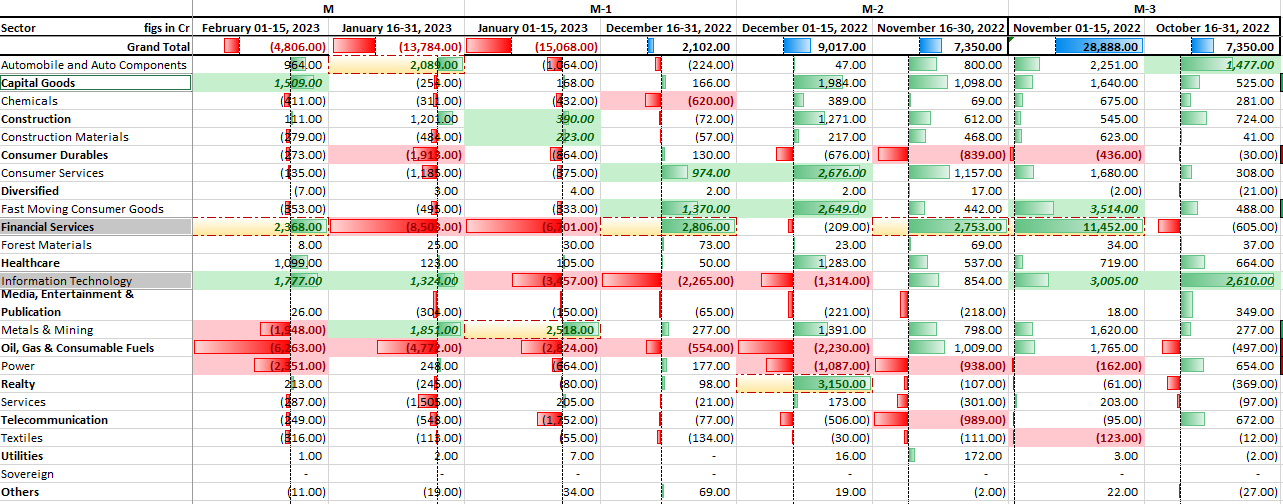 M M-1 M-2 M-3
Sector figs in Cr February 01-15, 2023 January 16-31, 2023 January 01-15, 2023 December 16-31, 2022 December 01-15, 2022 November 16-30, 2022 November 01-15, 2022 October 16-31, 2022
Grand Total (4,806.00) (13,784.00) (15,068.00) 2,102.00 9,017.00 7,350.00 28,888.00 7,350.00
Automobile and Auto Components 964.00 2,089.00 (1,064.00) (224.00) 47.00 800.00 2,251.00 1,477.00
Capital Goods 1,509.00 (254.00) 168.00 166.00 1,984.00 1,098.00 1,640.00 525.00
Chemicals (411.00) (311.00) (432.00) (620.00) 389.00 69.00 675.00 281.00
Construction 111.00 1,201.00 390.00 (72.00) 1,271.00 612.00 545.00 724.00
Construction Materials (279.00) (484.00) 223.00 (57.00) 217.00 468.00 623.00 41.00
Consumer Durables (273.00) (1,913.00) (864.00) 130.00 (676.00) (839.00) (436.00) (30.00)
Consumer Services (135.00) (1,185.00) (375.00) 974.00 2,676.00 1,157.00 1,680.00 308.00
Diversified (7.00) 3.00 4.00 2.00 2.00 17.00 (2.00) (21.00)
Fast Moving Consumer Goods (353.00) (495.00) (333.00) 1,370.00 2,649.00 442.00 3,514.00 488.00
Financial Services 2,368.00 (8,503.00) (6,701.00) 2,806.00 (209.00) 2,753.00 11,452.00 (605.00)
Forest Materials 8.00 25.00 30.00 73.00 23.00 69.00 34.00 37.00
Healthcare 1,099.00 123.00 105.00 50.00 1,283.00 537.00 719.00 664.00
Information Technology 1,777.00 1,324.00 (3,457.00) (2,265.00) (1,314.00) 854.00 3,005.00 2,610.00
Media, Entertainment &
Publication 26.00 (304.00) (150.00) (65.00) (221.00) (218.00) 18.00 349.00
Metals & Mining (1,948.00) 1,851.00 2,518.00 277.00 1,391.00 798.00 1,620.00 277.00
Oil, Gas & Consumable Fuels (6,263.00) (4,772.00) (2,824.00) (554.00) (2,230.00) 1,009.00 1,765.00 (497.00)
Power (2,351.00) 248.00 (664.00) 177.00 (1,087.00) (938.00) (162.00) 654.00
Realty 213.00 (245.00) (80.00) 98.00 3,150.00 (107.00) (61.00) (369.00)
Services (287.00) (1,505.00) 205.00 (21.00) 173.00 (301.00) 203.00 (97.00)
Telecommunication (249.00) (548.00) (1,752.00) (77.00) (506.00) (989.00) (95.00) 672.00
Textiles (316.00) (113.00) (55.00) (134.00) (30.00) (111.00) (123.00) (12.00)
Utilities 1.00 2.00 7.00 - 16.00 172.00 3.00 (2.00)
Sovereign - - - - - - - -
Others (11.00) (19.00) 34.00 69.00 19.00 (2.00) 22.00 (27.00)